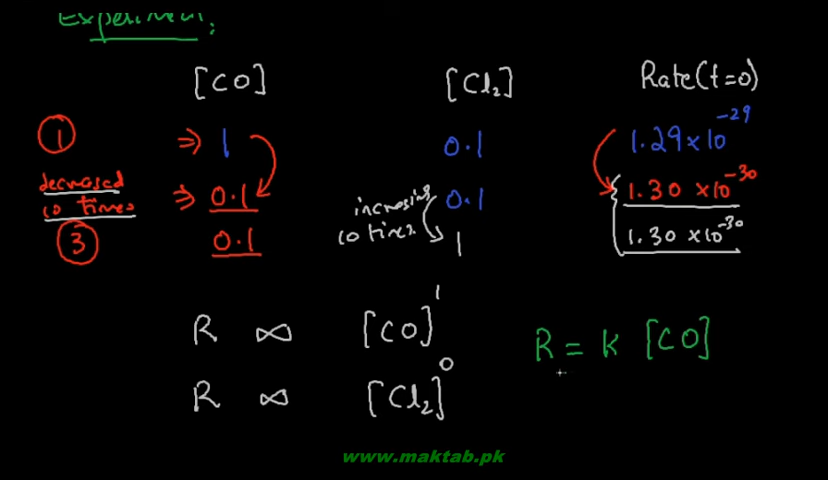 Experiment:
[CO] [Cl₂] Rate(t=0)
① ⇒ 1 0.1 1.29×10⁻²⁹
decreased
10 times ⇒ 0.1 0.1 1.30×10⁻³⁰
increasing
10 times
③ 0.1 1 1.30×10⁻³⁰
R ∝ [CO]¹
R = K [CO]
R ∝ [Cl₂]⁰
www.maktab.pk